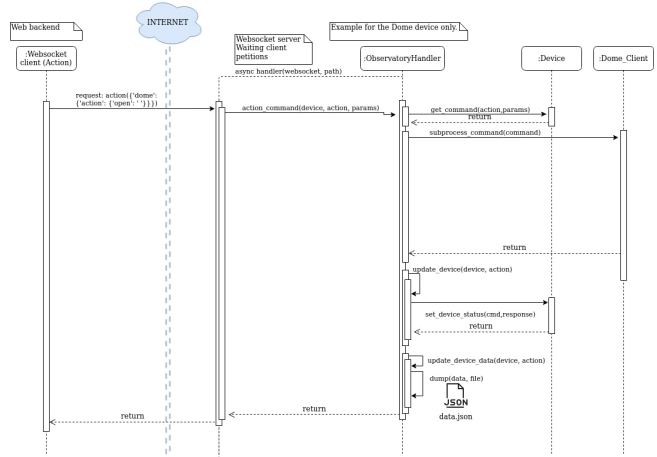 Web backend
INTERNET
Websocket server
Waiting client
petitions
Example for the Dome device only.
:Websocket
client (Action)
:ObservatoryHandler
:Device
:Dome_Client
async handler(websocket, path)
request: action({'dome':
{'action': {'open': ' '}}})
action_command(device, action, params)
get_command(action,params)
return
subprocess_command(command)
return
update_device(device, action)
set_device_status(cmd,response)
return
update_device_data(device, action)
dump(data, file)
JSON
data.json
return
return